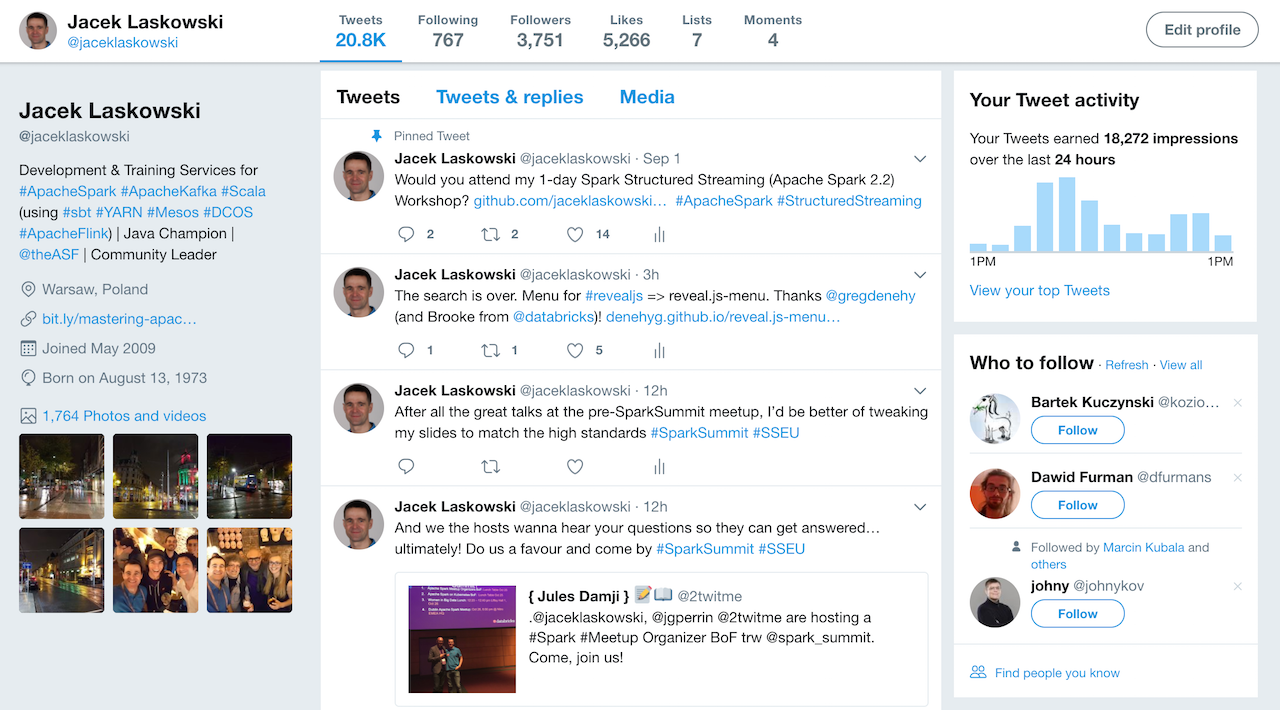 Jacek Laskowski
@jaceklaskowski
Tweets
20.8K
Following
767
Followers
3,751
Likes
5,266
Lists
7
Moments
4
Edit profile
Jacek Laskowski
@jaceklaskowski
Development & Training Services for
#ApacheSpark #ApacheKafka #Scala
(using #sbt #YARN #Mesos #DCOS
#ApacheFlink) | Java Champion |
@theASF | Community Leader
Warsaw, Poland
bit.ly/mastering-apac…
Joined May 2009
Born on August 13, 1973
1,764 Photos and videos
Tweets Tweets & replies Media
Pinned Tweet
Jacek Laskowski @jaceklaskowski · Sep 1
Would you attend my 1-day Spark Structured Streaming (Apache Spark 2.2)
Workshop? github.com/jaceklaskowski… #ApacheSpark #StructuredStreaming
2 2 14
Jacek Laskowski @jaceklaskowski · 3h
The search is over. Menu for #revealjs => reveal.js-menu. Thanks @gregdenehy
(and Brooke from @databricks)! denehyg.github.io/reveal.js-menu…
1 1 5
Jacek Laskowski @jaceklaskowski · 12h
After all the great talks at the pre-SparkSummit meetup, I'd be better of tweaking
my slides to match the high standards #SparkSummit #SSEU
Jacek Laskowski @jaceklaskowski · 12h
And we the hosts wanna hear your questions so they can get answered…
ultimately! Do us a favour and come by #SparkSummit #SSEU
{ Jules Damji } 📝📖 @2twitme
.@jaceklaskowski, @jgperrin @2twitme are hosting a
#Spark #Meetup Organizer BoF trw @spark_summit.
Come, join us!
Your Tweet activity
Your Tweets earned 18,272 impressions
over the last 24 hours
1PM 1PM
View your top Tweets
Who to follow · Refresh · View all
Bartek Kuczynski @kozio…
Follow
Dawid Furman @dfurmans
Follow
Followed by Marcin Kubala and
others
johny @johnykov
Follow
Find people you know